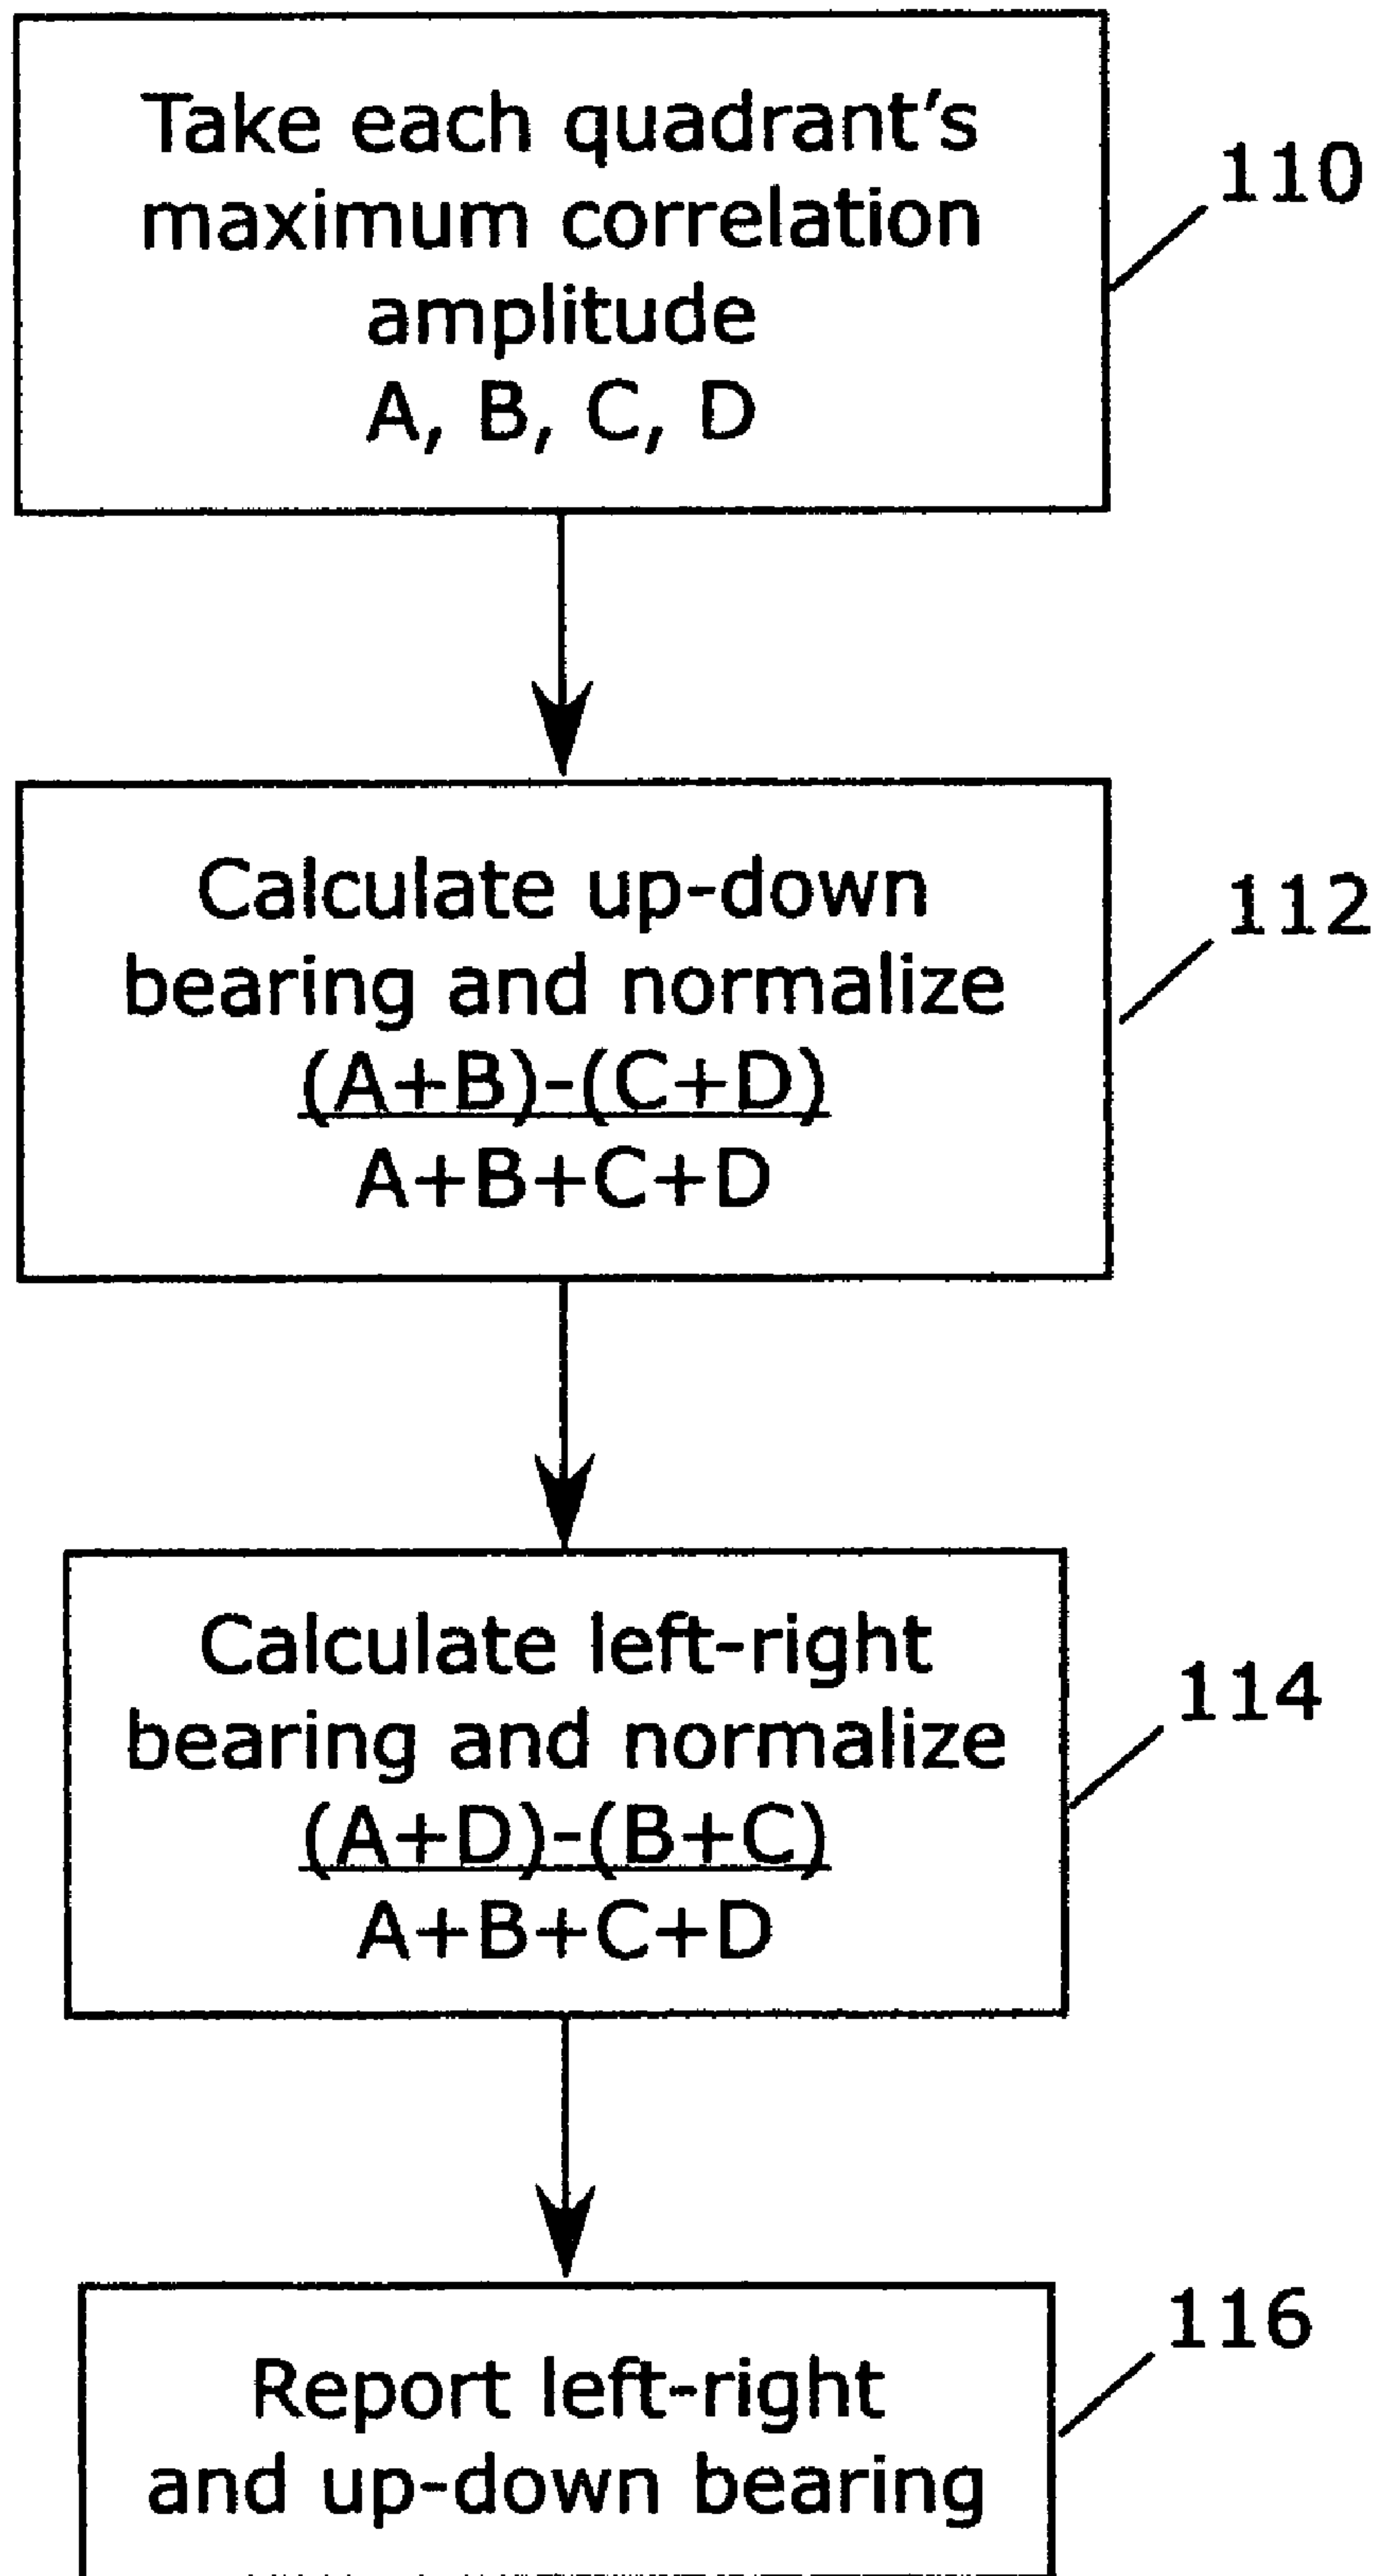 Take each quadrant's
maximum correlation
amplitude
A, B, C, D
110
Calculate up-down
bearing and normalize
(A+B)-(C+D)
A+B+C+D
112
Calculate left-right
bearing and normalize
(A+D)-(B+C)
A+B+C+D
114
Report left-right
and up-down bearing
116